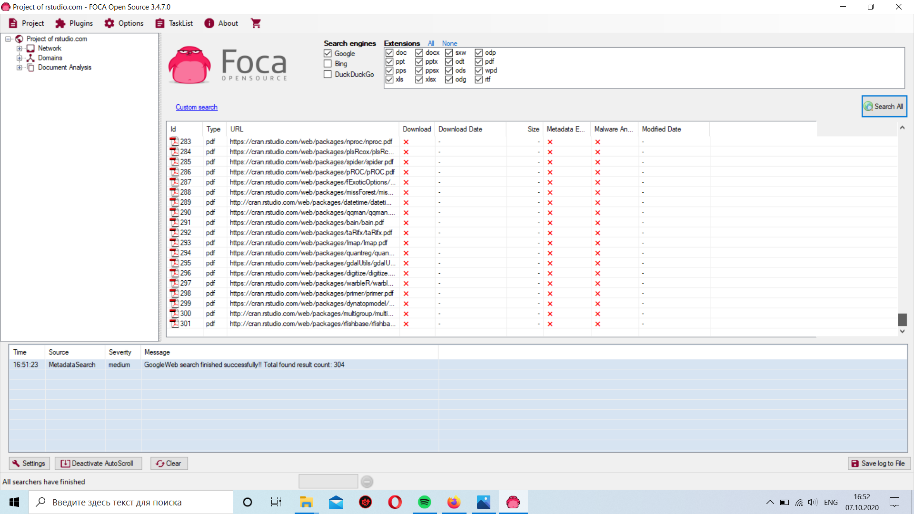 Project of rstudio.com - FOCA Open Source 3.4.7.0
Project Plugins Options TaskList About
Project of rstudio.com
Network
Domains
Document Analysis
Foca
OPENSOURCE
Search engines
Google
Bing
DuckDuckGo
Extensions All None
doc docx sxw odp
ppt pptx odt pdf
pps ppsx ods wpd
xls xlsx odg rtf
Custom search
Search All
Id Type URL Download Download Date Size Metadata E... Malware An... Modified Date
283 pdf https://cran.rstudio.com/web/packages/nproc/nproc.pdf - - -
284 pdf https://cran.rstudio.com/web/packages/plsRcox/plsRc... - - -
285 pdf https://cran.rstudio.com/web/packages/spider/spider.pdf - - -
286 pdf https://cran.rstudio.com/web/packages/pROC/pROC.pdf - - -
287 pdf https://cran.rstudio.com/web/packages/fExoticOptions/... - - -
288 pdf https://cran.rstudio.com/web/packages/missForest/mis... - - -
289 pdf http://cran.rstudio.com/web/packages/datetime/dateti... - - -
290 pdf https://cran.rstudio.com/web/packages/qqman/qqman.... - - -
291 pdf https://cran.rstudio.com/web/packages/bain/bain.pdf - - -
292 pdf https://cran.rstudio.com/web/packages/taRifx/taRifx.pdf - - -
293 pdf https://cran.rstudio.com/web/packages/lmap/lmap.pdf - - -
294 pdf https://cran.rstudio.com/web/packages/quantreg/quant... - - -
295 pdf https://cran.rstudio.com/web/packages/gdalUtils/gdalU... - - -
296 pdf https://cran.rstudio.com/web/packages/digitize/digitize.... - - -
297 pdf https://cran.rstudio.com/web/packages/warbleR/warbl... - - -
298 pdf https://cran.rstudio.com/web/packages/primer/primer.pdf - - -
299 pdf https://cran.rstudio.com/web/packages/dynatopmodel/... - - -
300 pdf https://cran.rstudio.com/web/packages/multigroup/multi... - - -
301 pdf https://cran.rstudio.com/web/packages/rfishbase/rfishba... - - -
Time Source Severity Message
16:51:23 MetadataSearch medium GoogleWeb search finished successfully!! Total found result count: 304
Settings Deactivate AutoScroll Clear Save log to File
All searchers have finished
Введите здесь текст для поиска
ENG
16:52
07.10.2020